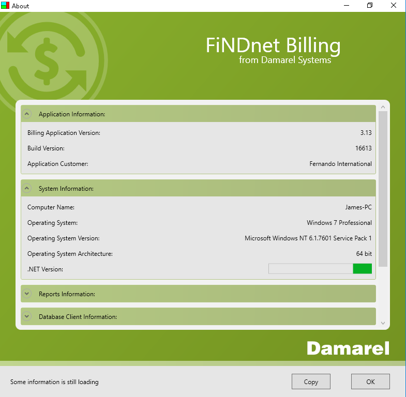 About
FiNDnet Billing
from Damarel Systems
Application Information:
Billing Application Version: 3.13
Build Version: 16613
Application Customer: Fernando International
System Information:
Computer Name: James-PC
Operating System: Windows 7 Professional
Operating System Version: Microsoft Windows NT 6.1.7601 Service Pack 1
Operating System Architecture: 64 bit
.NET Version:
Reports Information:
Database Client Information:
Damarel
Some information is still loading
Copy OK